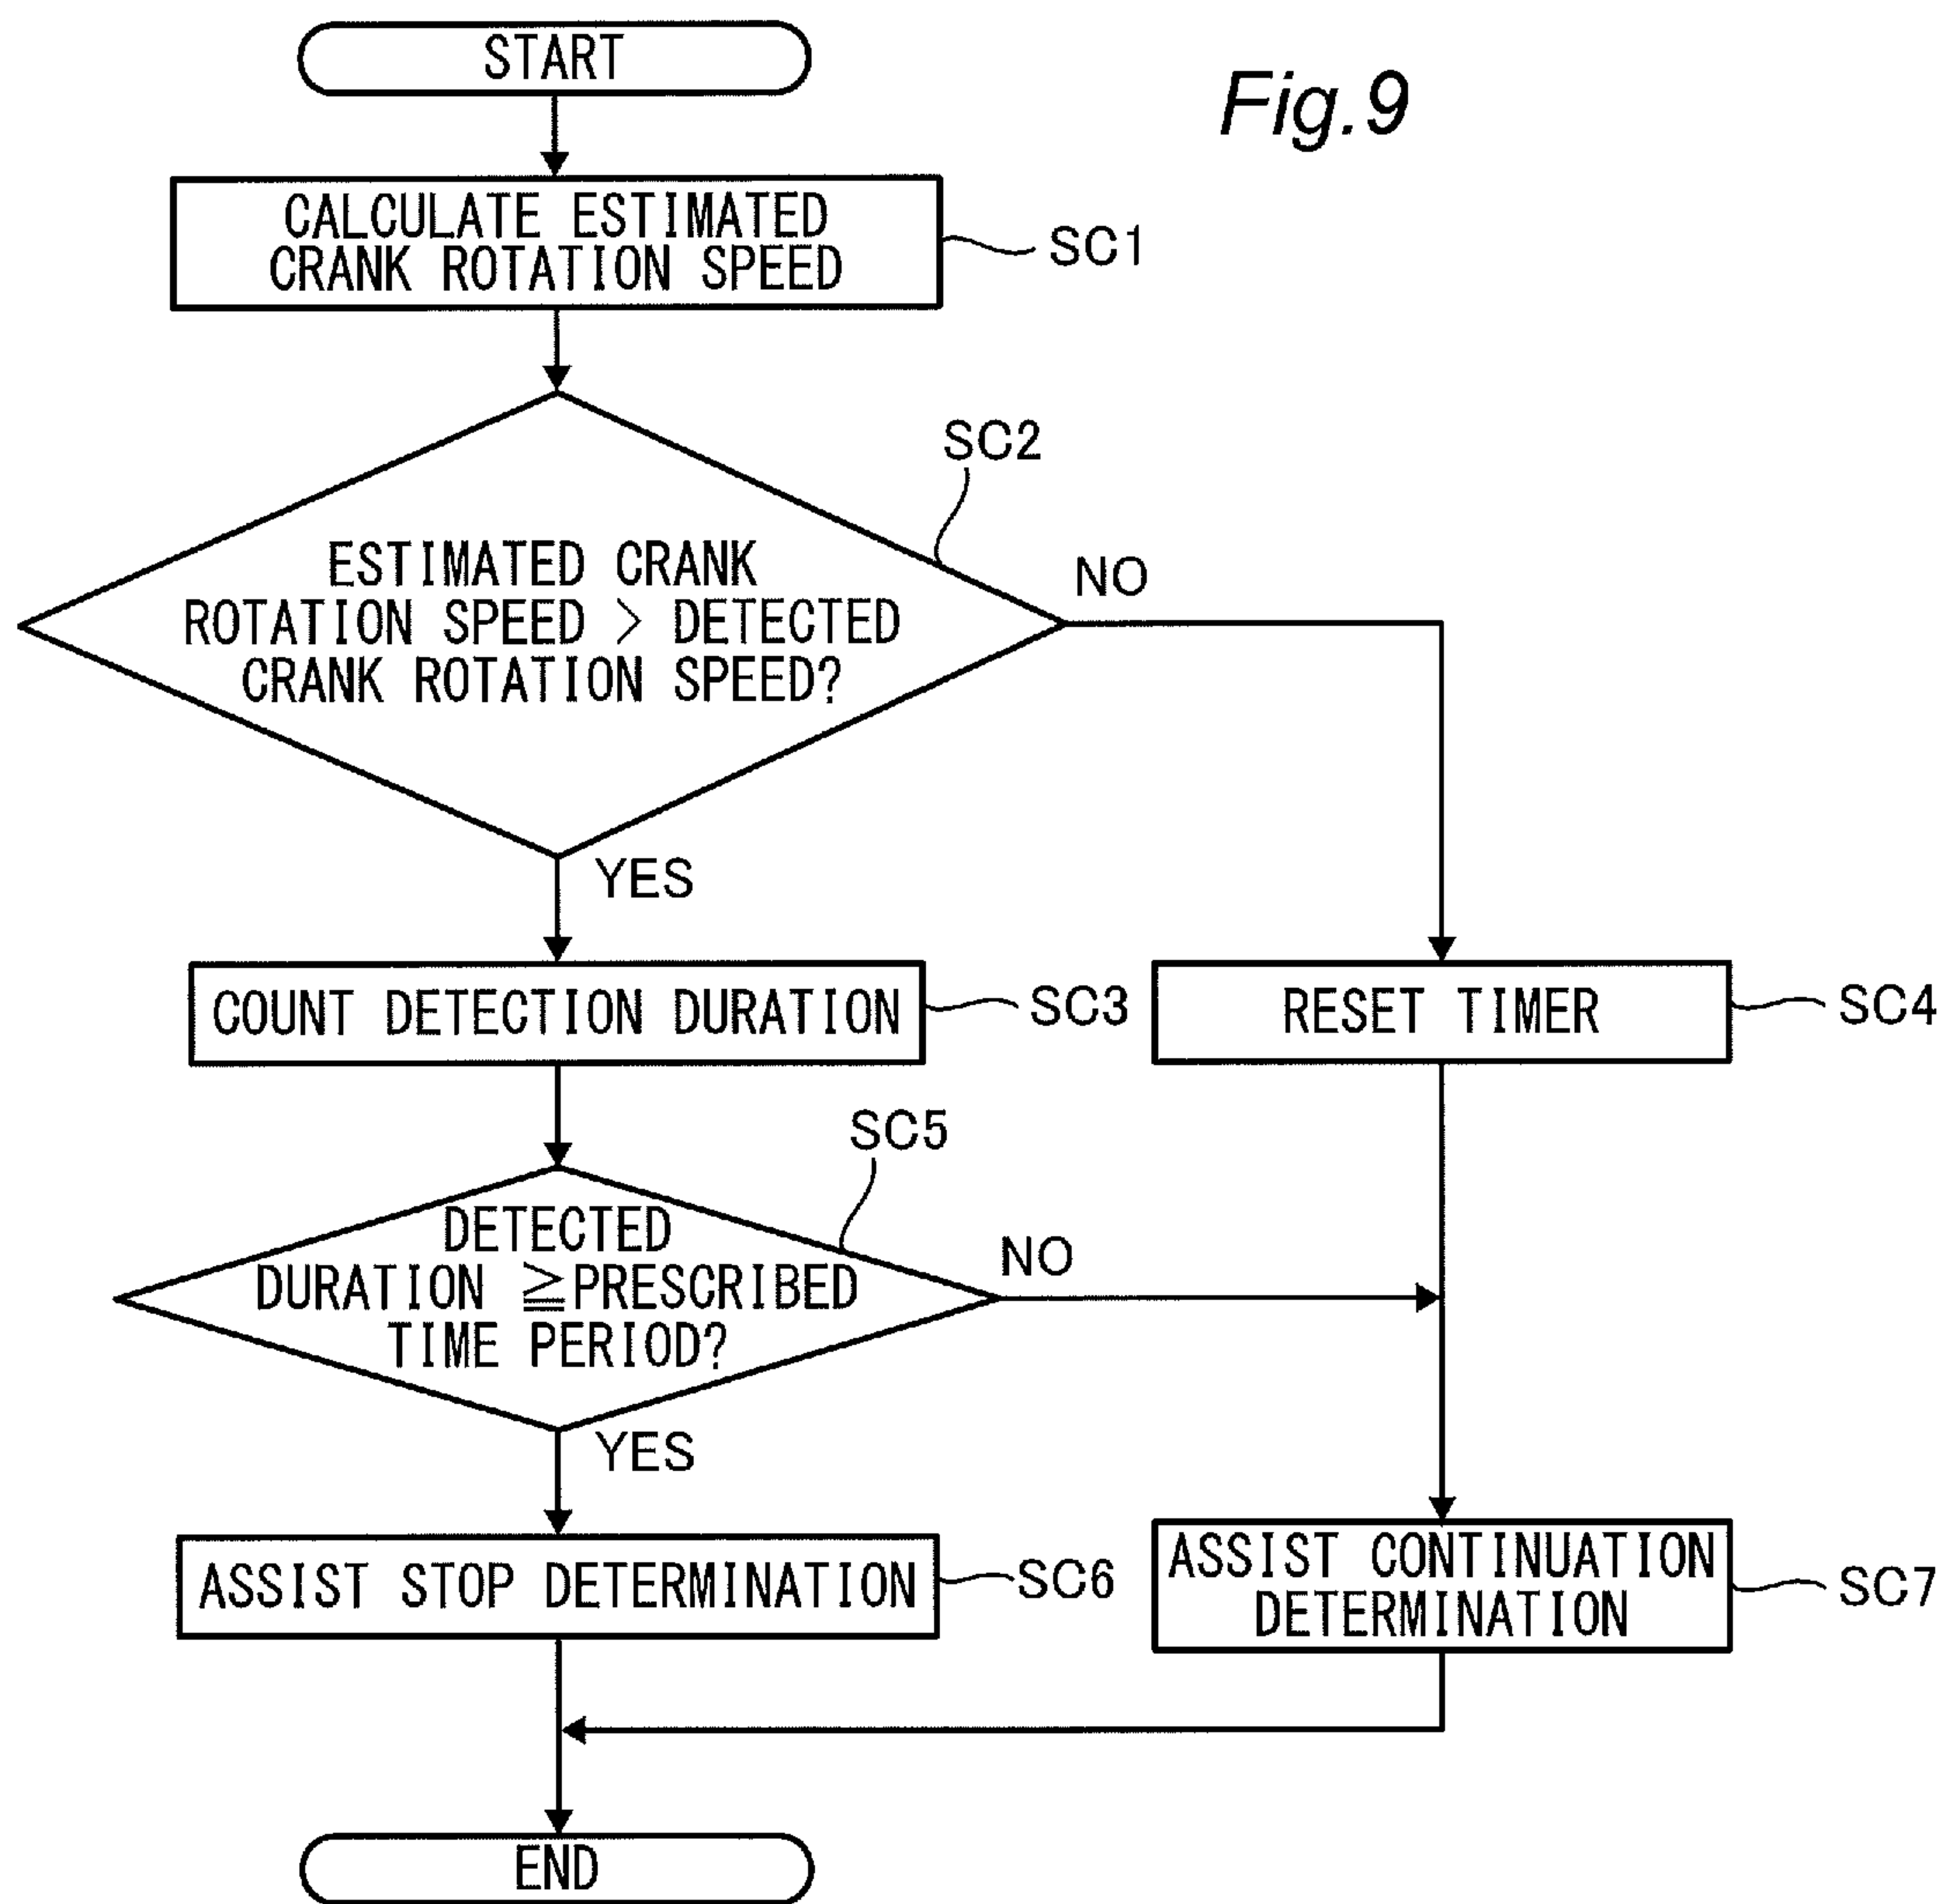 START
Fig.9
CALCULATE ESTIMATED
CRANK ROTATION SPEED
SC1
SC2
ESTIMATED CRANK
ROTATION SPEED > DETECTED
CRANK ROTATION SPEED?
NO
YES
COUNT DETECTION DURATION
SC3
RESET TIMER
SC4
SC5
DETECTED
DURATION ≧PRESCRIBED
TIME PERIOD?
NO
YES
ASSIST STOP DETERMINATION
SC6
ASSIST CONTINUATION
DETERMINATION
SC7
END